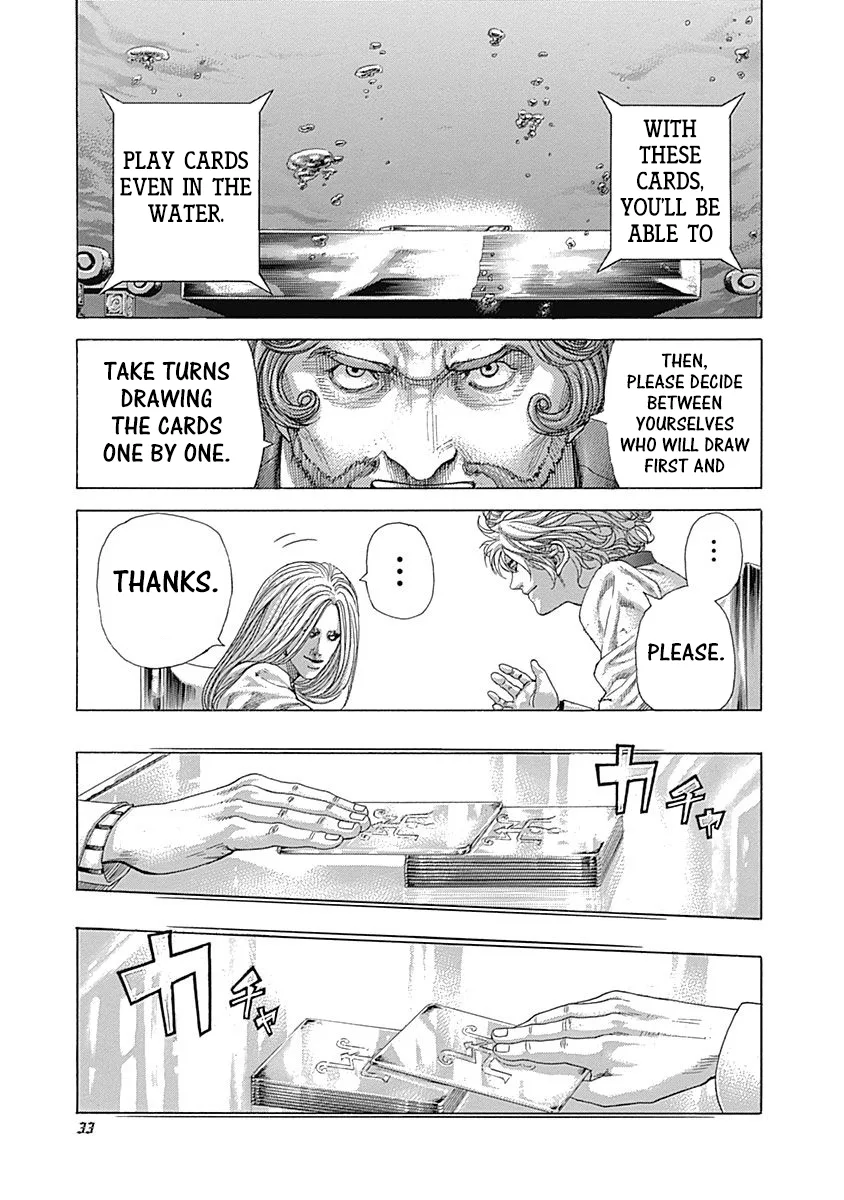 WITH
THESE
CARDS,
YOU'LL BE
ABLE TO
PLAY CARDS
EVEN IN THE
WATER.
THEN,
PLEASE DECIDE
BETWEEN
YOURSELVES
WHO WILL DRAW
FIRST AND
TAKE TURNS
DRAWING
THE CARDS
ONE BY ONE.
...
PLEASE.
...
THANKS.
カチャ
カチャ
33